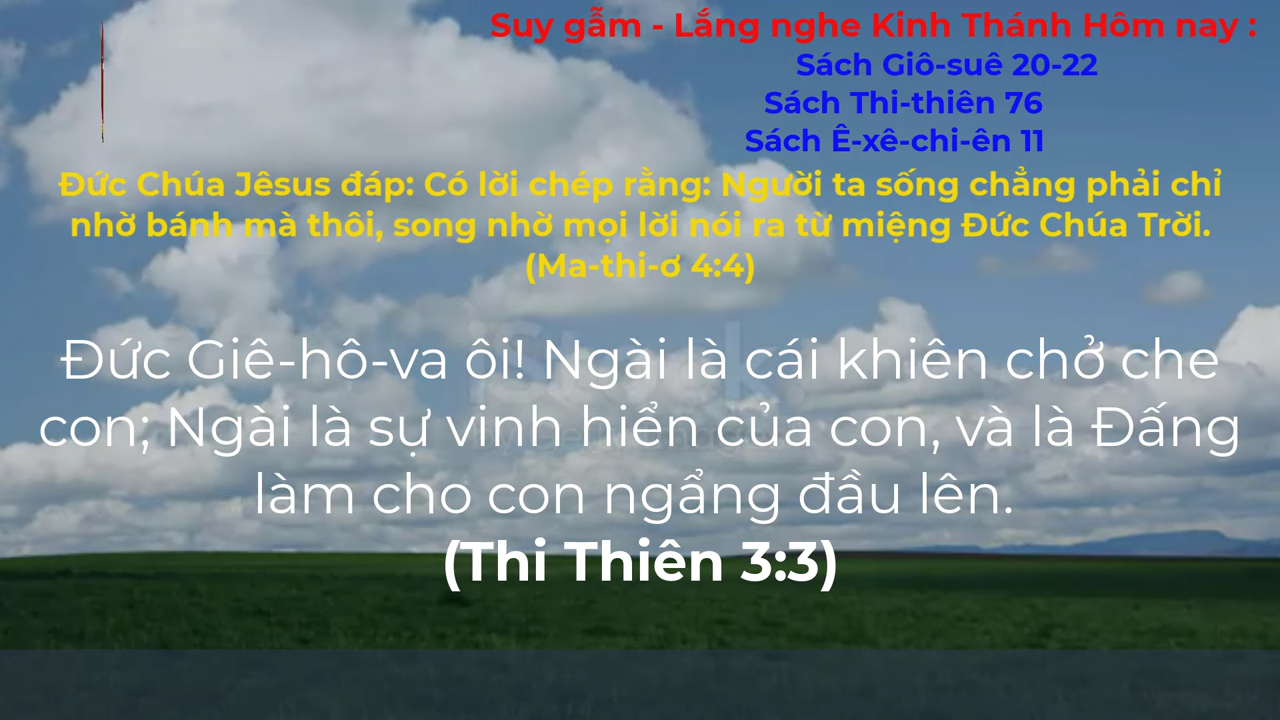 Suy gẫm - Lắng nghe Kinh Thánh Hôm nay :
Sách Giô-suê 20-22
Sách Thi-thiên 76
Sách Ê-xê-chi-ên 11
Đức Chúa Jêsus đáp: Có lời chép rằng: Người ta sống chẳng phải chỉ
nhờ bánh mà thôi, song nhờ mọi lời nói ra từ miệng Đức Chúa Trời.
(Ma-thi-ơ 4:4)
Đức Giê-hô-va ôi! Ngài là cái khiên chở che
con; Ngài là sự vinh hiển của con, và là Đấng
làm cho con ngẩng đầu lên.
(Thi Thiên 3:3)